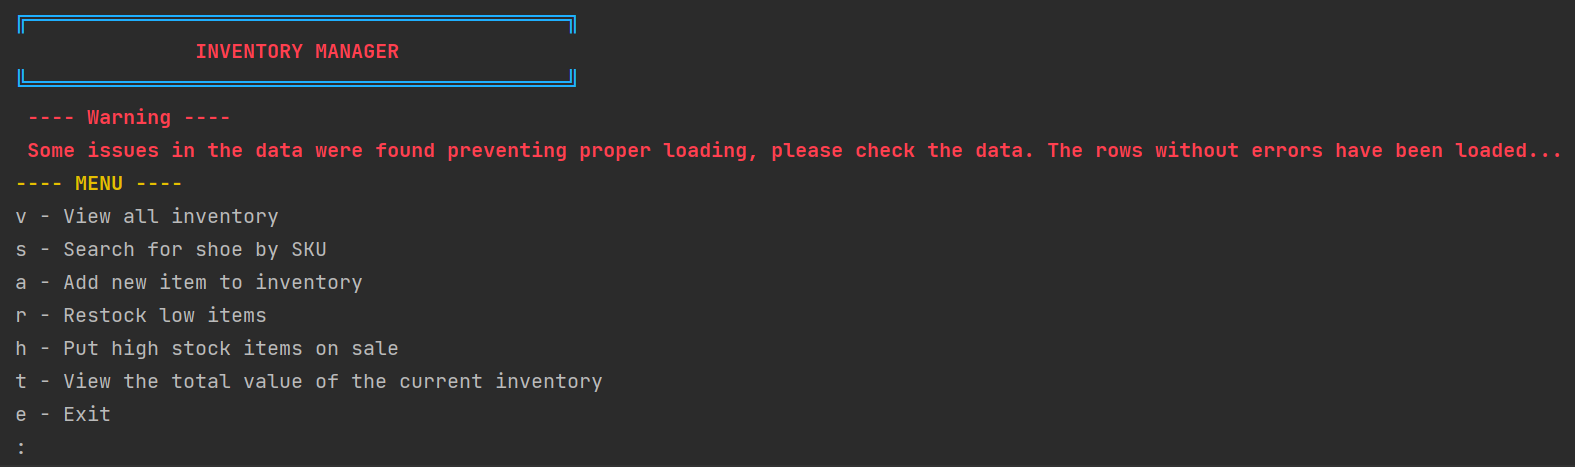 INVENTORY MANAGER
---- Warning ----
Some issues in the data were found preventing proper loading, please check the data. The rows without errors have been loaded...
---- MENU ----
v - View all inventory
s - Search for shoe by SKU
a - Add new item to inventory
r - Restock low items
h - Put high stock items on sale
t - View the total value of the current inventory
e - Exit
: